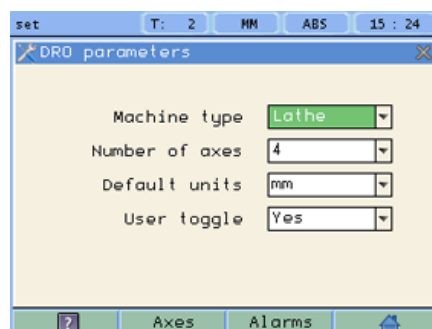 set T: 2 MM ABS 15 : 24
DRO parameters
Machine type Lathe
Number of axes 4
Default units mm
User toggle Yes
? Axes Alarms